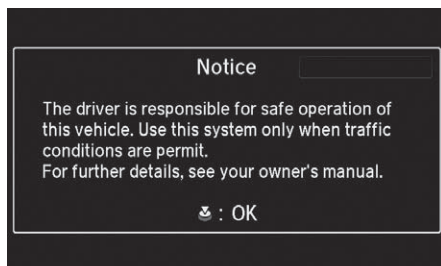 Notice
The driver is responsible for safe operation of
this vehicle. Use this system only when traffic
conditions are permit.
For further details, see your owner's manual.
: OK